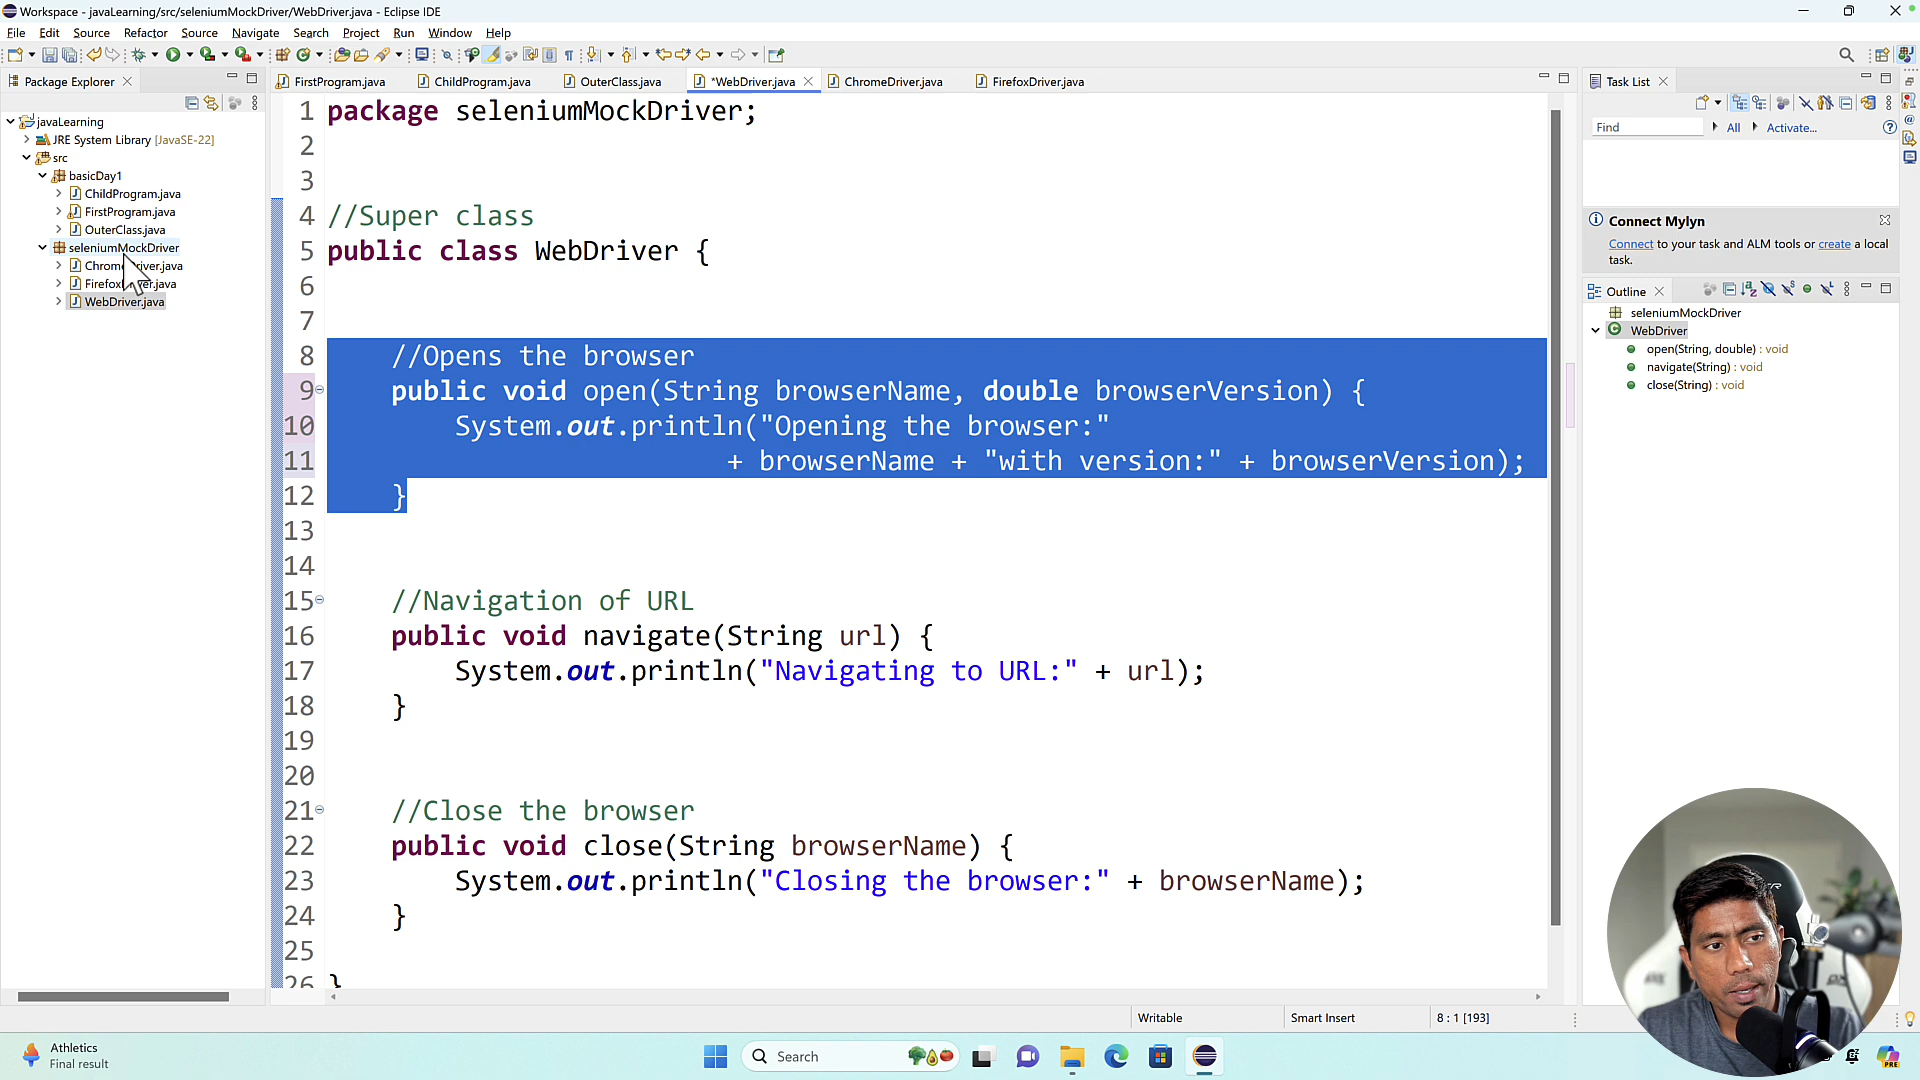 Workspace - javaLearning/src/seleniumMockDriver/WebDriver.java - Eclipse IDE
File Edit Source Refactor Source Navigate Search Project Run Window Help
Package Explorer
FirstProgram.java ChildProgram.java OuterClass.java *WebDriver.java ChromeDriver.java FirefoxDriver.java
Task List
javaLearning
JRE System Library [JavaSE-22]
src
basicDay1
ChildProgram.java
FirstProgram.java
OuterClass.java
seleniumMockDriver
WebDriver.java
1 package seleniumMockDriver;
2
3
4 //Super class
5 public class WebDriver {
6
7
8 //Opens the browser
9 public void open(String browserName, double browserVersion) {
10 System.out.println("Opening the browser:"
11 + browserName + "with version:" + browserVersion);
12 }
13
14
15 //Navigation of URL
16 public void navigate(String url) {
17 System.out.println("Navigating to URL:" + url);
18 }
19
20
21 //Close the browser
22 public void close(String browserName) {
23 System.out.println("Closing the browser:" + browserName);
24 }
25
26 }
Find All Activate...
Connect Mylyn
Connect to your task and ALM tools or create a local
task.
Outline
seleniumMockDriver
WebDriver
open(String, double) : void
navigate(String) : void
close(String) : void
Writable Smart Insert 8 : 1 [193]
Athletics
Final result
Search
PRE